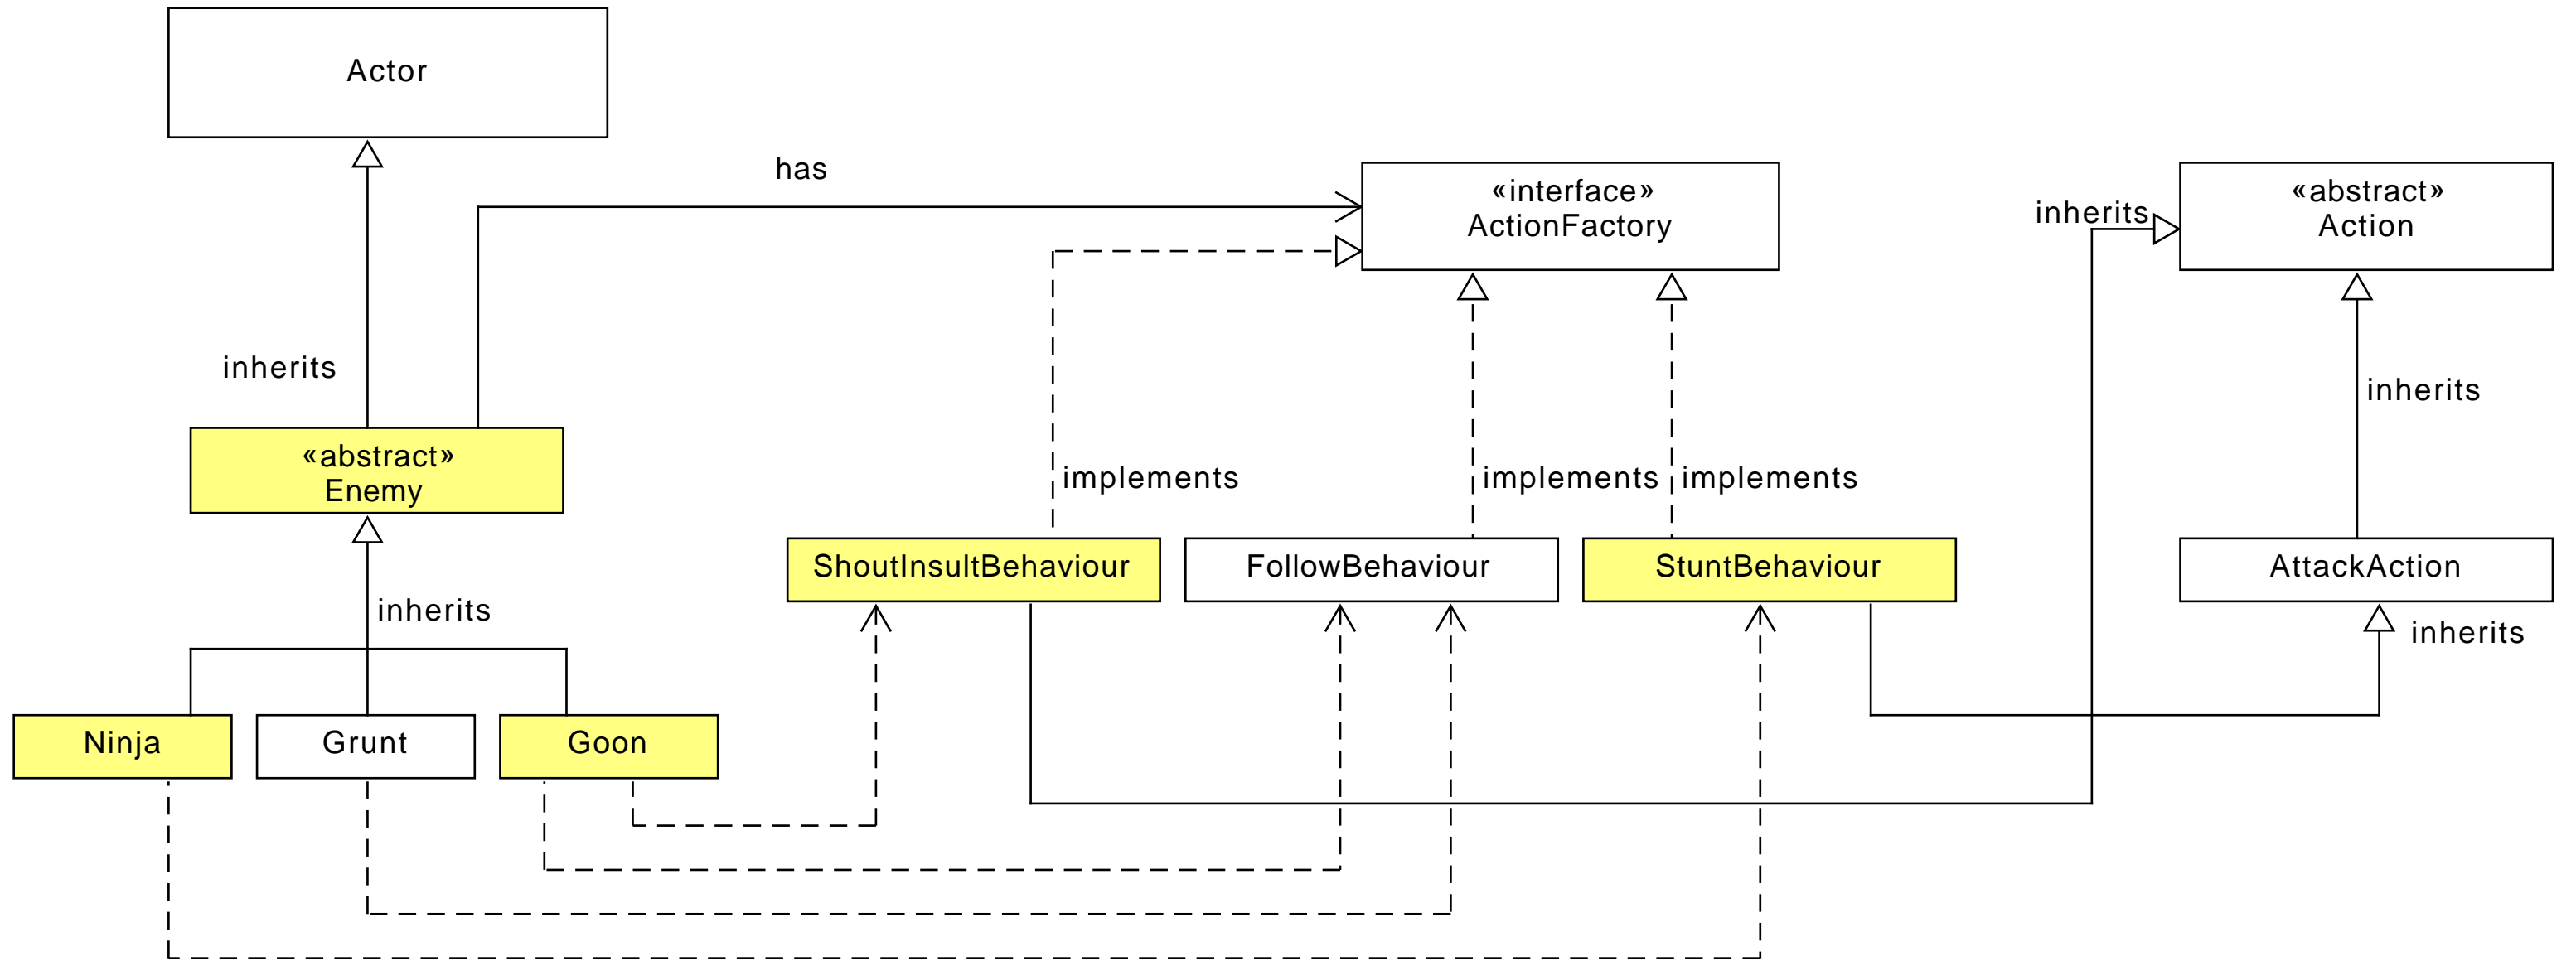 Actor
has
«interface»
ActionFactory
«abstract»
Action
inherits
inherits
inherits
«abstract»
Enemy
implements
implements
implements
ShoutInsultBehaviour
FollowBehaviour
StuntBehaviour
AttackAction
inherits
inherits
Ninja
Grunt
Goon